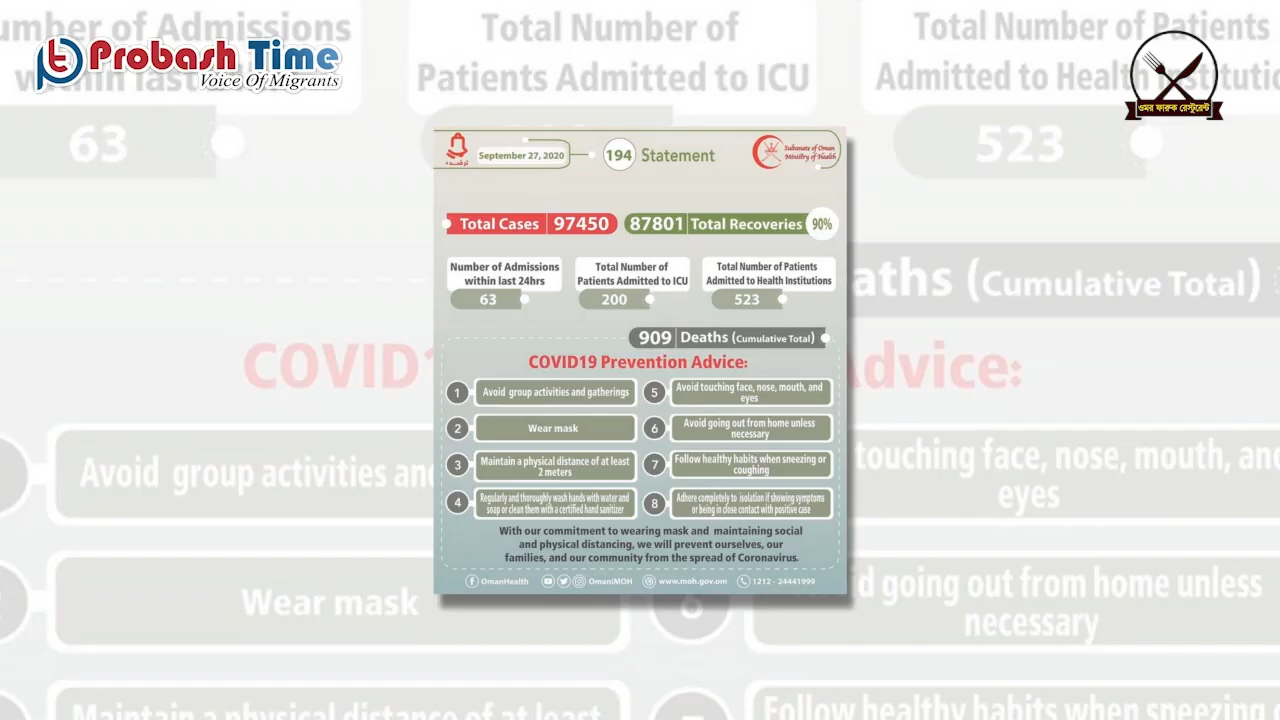 Probash Time
Voice Of Migrants
ওমর ফারুক রেস্টুরেন্ট
September 27, 2020
194 Statement
Sultanate of Oman
Ministry of Health
Total Cases 97450
87801 Total Recoveries 90%
Number of Admissions
within last 24hrs
63
Total Number of
Patients Admitted to ICU
200
Total Number of Patients
Admitted to Health Institutions
523
909 Deaths (Cumulative Total)
COVID19 Prevention Advice:
1 Avoid group activities and gatherings
2 Wear mask
3 Maintain a physical distance of at least
2 meters
4 Regularly and thoroughly wash hands with water and
soap or clean them with a certified hand sanitizer
5 Avoid touching face, nose, mouth, and
eyes
6 Avoid going out from home unless
necessary
7 Follow healthy habits when sneezing or
coughing
8 Adhere completely to isolation if showing symptoms
or being in close contact with positive case
With our commitment to wearing mask and maintaining social
and physical distancing, we will prevent ourselves, our
families, and our community from the spread of Coronavirus.
OmanHealth OmaniMOH www.moh.gov.om 1212 - 24441999